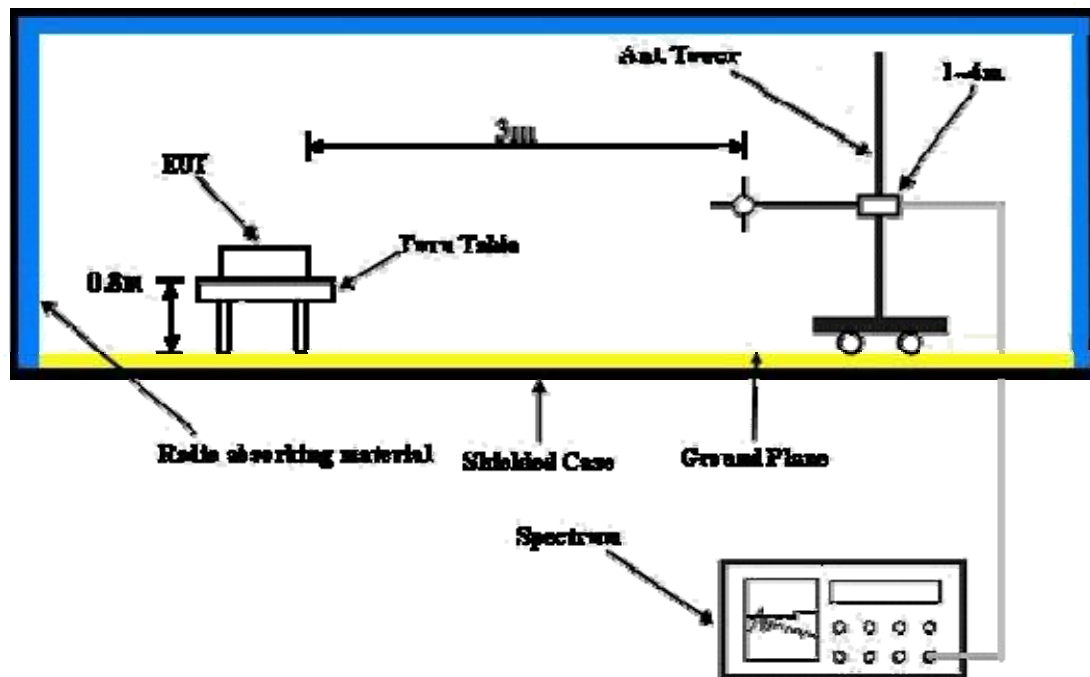 Ant. Tower
1-4m
3m
EUT
Turn Table
0.8m
Radio absorbing material
Shielded Case
Ground Plane
Spectrum